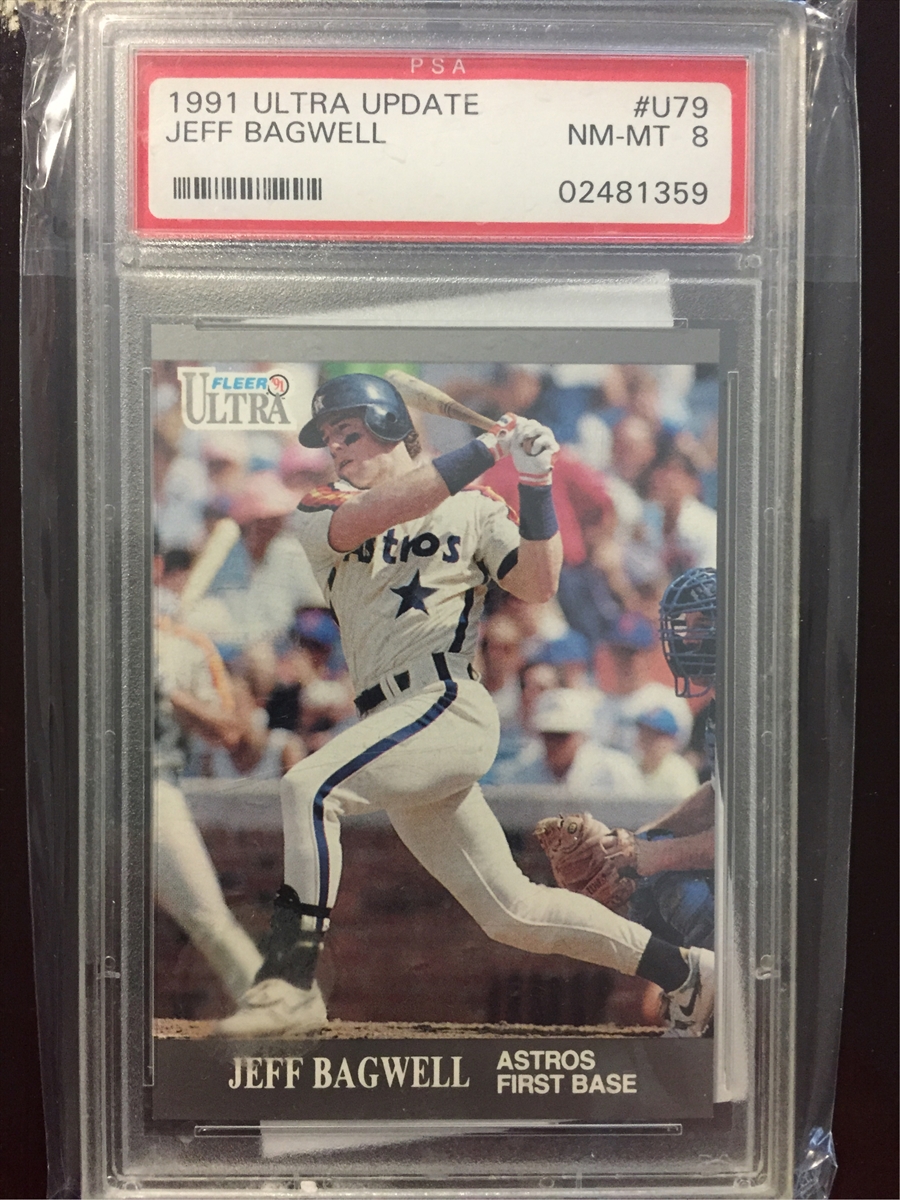 PSA
1991 ULTRA UPDATE #U79
JEFF BAGWELL NM-MT 8
02481359
FLEER 91
ULTRA
Astros
JEFF BAGWELL ASTROS
FIRST BASE